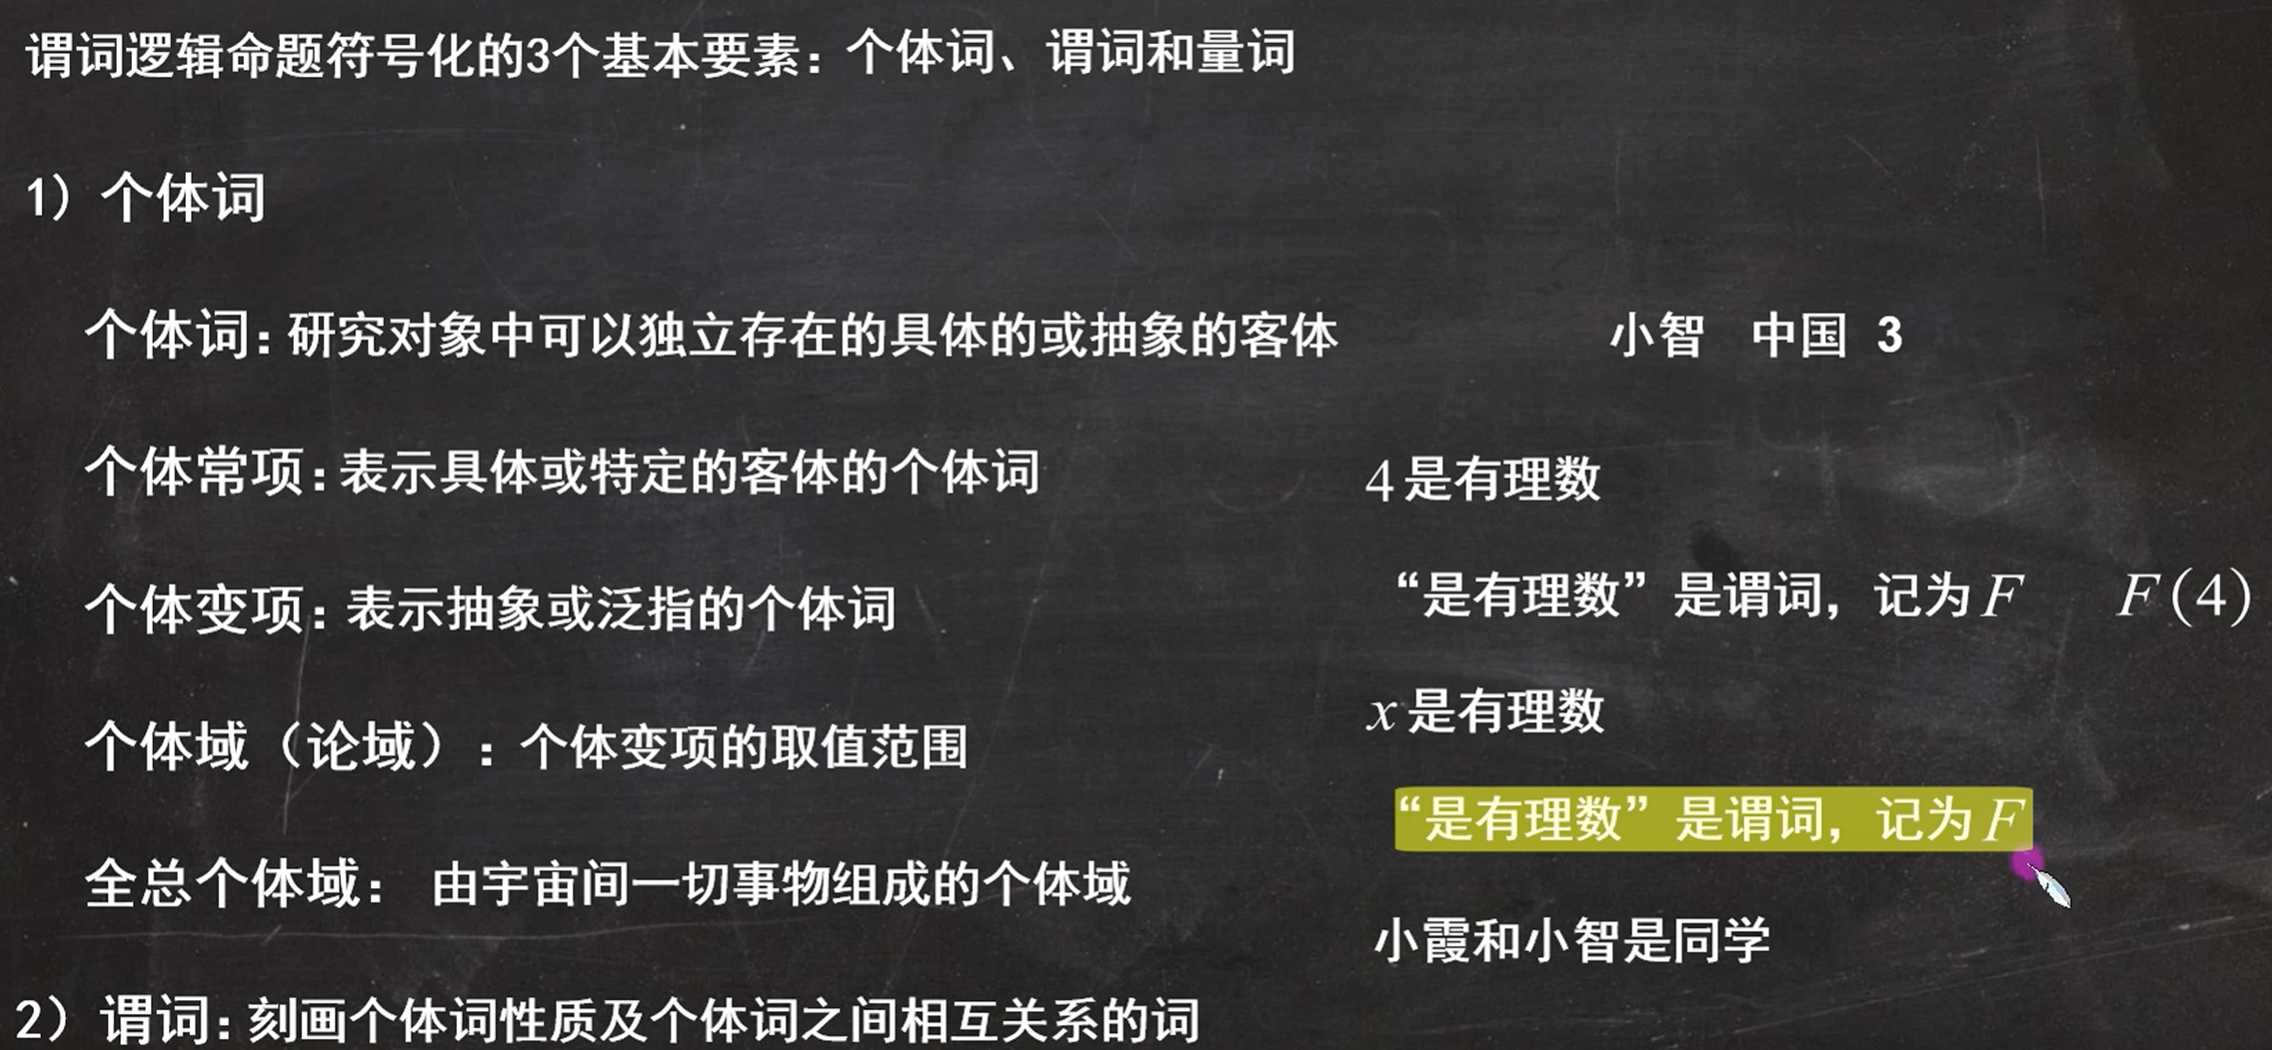 谓词逻辑命题符号化的3个基本要素：个体词、谓词和量词
1）个体词
个体词：研究对象中可以独立存在的具体的或抽象的客体
小智 中国 3
个体常项：表示具体或特定的客体的个体词
4是有理数
个体变项：表示抽象或泛指的个体词
“是有理数”是谓词，记为F F(4)
x是有理数
个体域（论域）：个体变项的取值范围
“是有理数”是谓词，记为F
全总个体域： 由宇宙间一切事物组成的个体域
小霞和小智是同学
2）谓词：刻画个体词性质及个体词之间相互关系的词